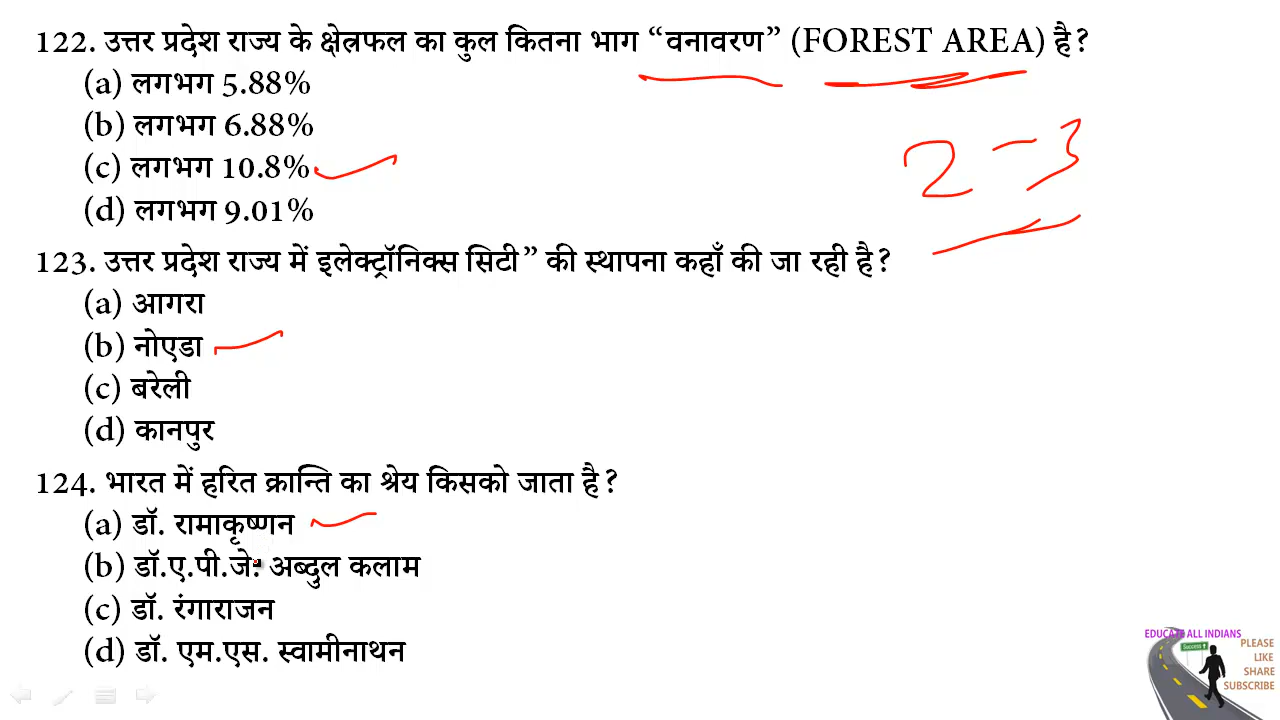 122. उत्तर प्रदेश राज्य के क्षेत्रफल का कुल कितना भाग “वनावरण” (FOREST AREA) है?
(a) लगभग 5.88%
(b) लगभग 6.88%
(c) लगभग 10.8%
(d) लगभग 9.01%
2 – 3
123. उत्तर प्रदेश राज्य में इलेक्ट्रॉनिक्स सिटी” की स्थापना कहाँ की जा रही है?
(a) आगरा
(b) नोएडा
(c) बरेली
(d) कानपुर
124. भारत में हरित क्रान्ति का श्रेय किसको जाता है?
(a) डॉ. रामाकृष्णन
(b) डॉ.ए.पी.जे. अब्दुल कलाम
(c) डॉ. रंगाराजन
(d) डॉ. एम.एस. स्वामीनाथन
EDUCATE ALL INDIANS
Success
PLEASE
LIKE
SHARE
SUBSCRIBE